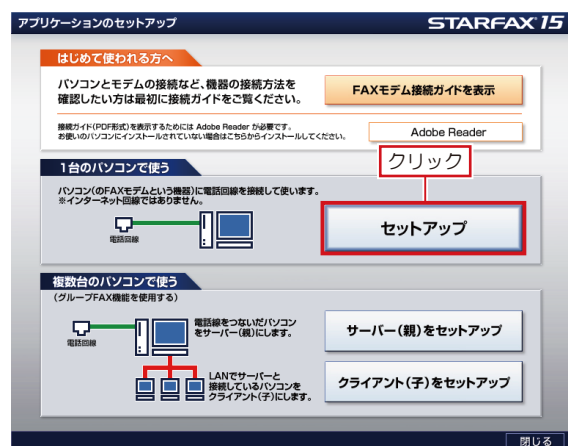 アプリケーションのセットアップ
STARFAX 15
はじめて使われる方へ
パソコンとモデムの接続など、機器の接続方法を
確認したい方は最初に接続ガイドをご覧ください。
FAXモデム接続ガイドを表示
接続ガイド(PDF形式)を表示するためには Adobe Reader が必要です。
お使いのパソコンにインストールされていない場合はこちらからインストールしてください。
Adobe Reader
クリック
1台のパソコンで使う
パソコン(のFAXモデムという機器)に電話回線を接続して使います。
※インターネット回線ではありません。
電話回線
セットアップ
複数台のパソコンで使う
(グループFAX機能を使用する)
電話回線
電話線をつないだパソコン
をサーバー(親)にします。
サーバー(親)をセットアップ
LANでサーバーと
接続しているパソコンを
クライアント(子)にします。
クライアント(子)をセットアップ
閉じる